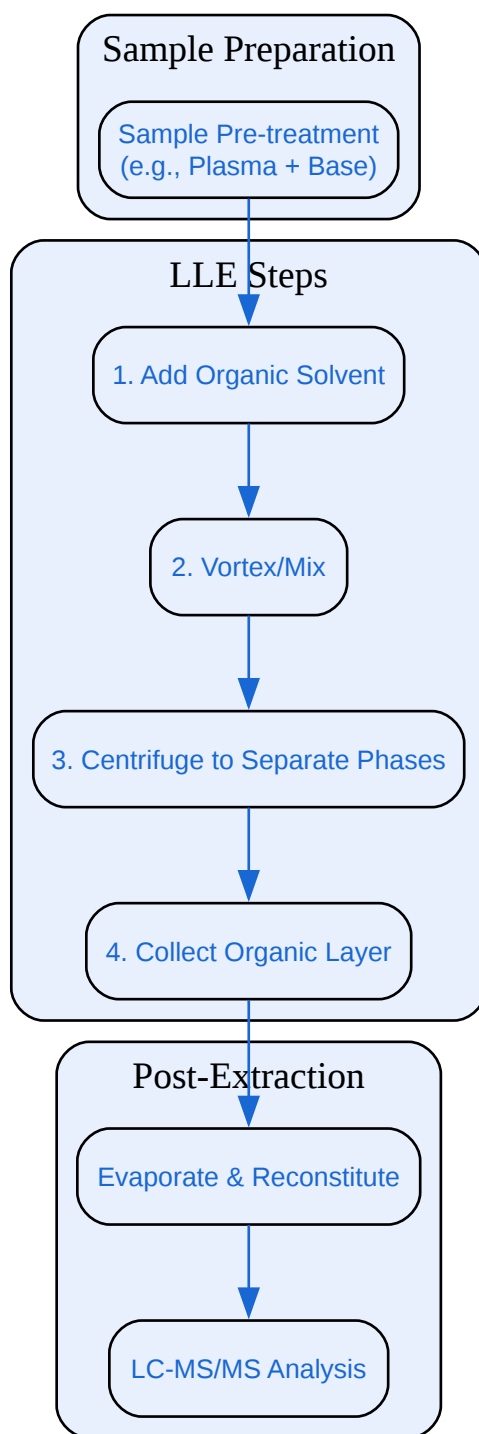 Sample Preparation
Sample Pre-treatment
(e.g., Plasma + Base)
LLE Steps
1. Add Organic Solvent
2. Vortex/Mix
3. Centrifuge to Separate Phases
4. Collect Organic Layer
Post-Extraction
Evaporate & Reconstitute
LC-MS/MS Analysis